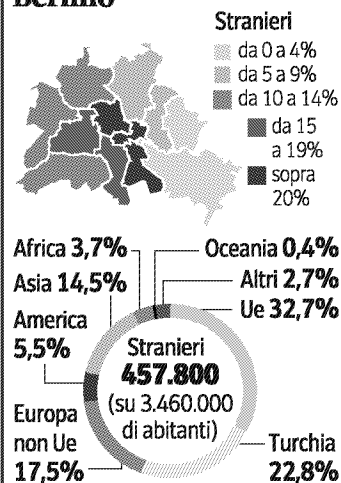 Berlino
Stranieri
da 0 a 4%
da 5 a 9%
da 10 a 14%
da 15
a 19%
sopra
20%
Africa 3,7%
Oceania 0,4%
Asia 14,5%
Altri 2,7%
Ue 32,7%
America
5,5%
Stranieri
457.800
(su 3.460.000
di abitanti)
Europa
non Ue
17,5%
Turchia
22,8%